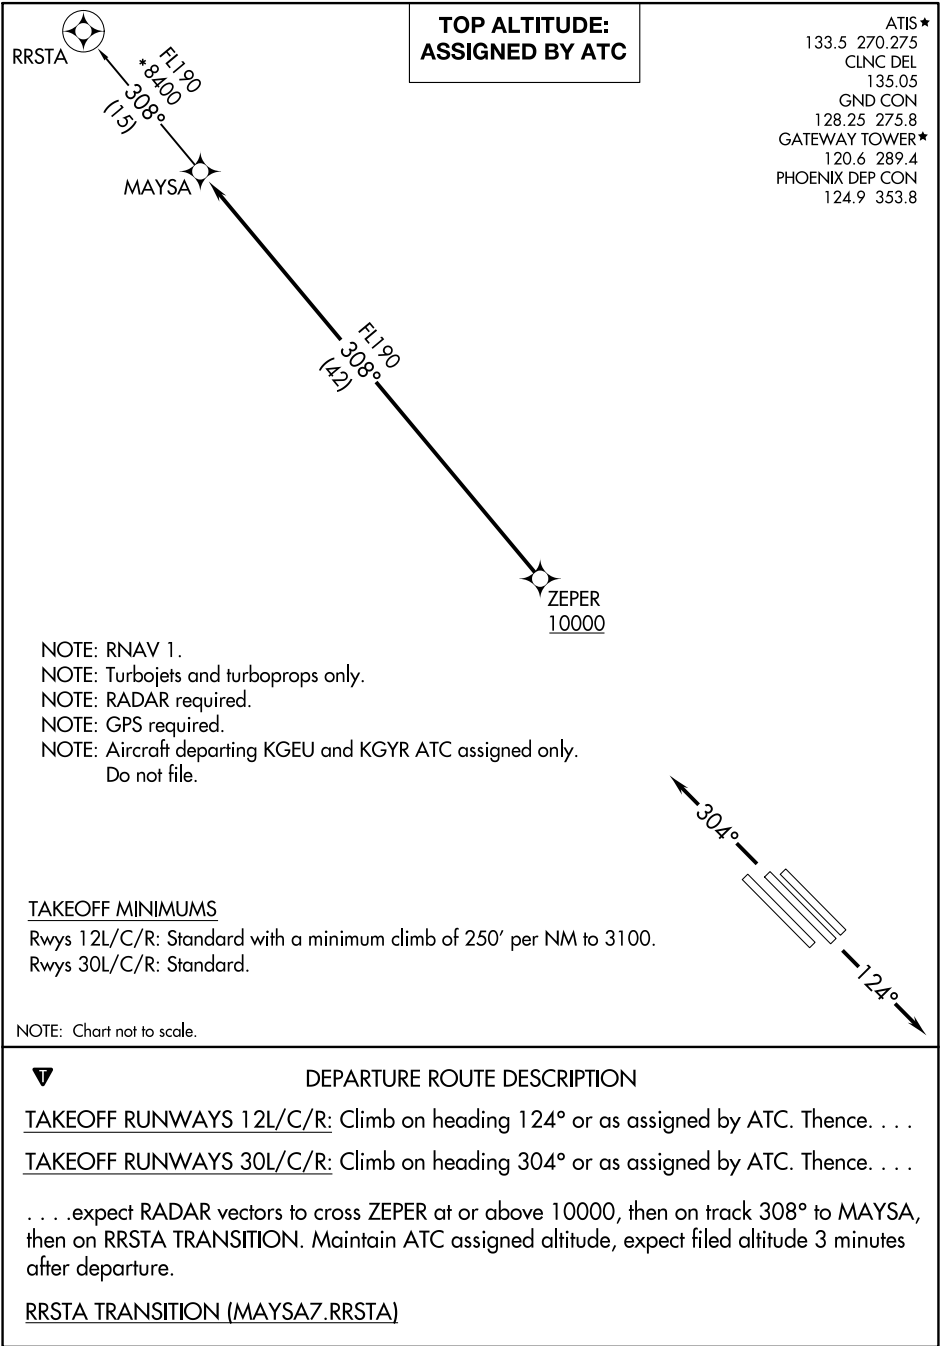 TOP ALTITUDE:
ASSIGNED BY ATC
ATIS★
133.5 270.275
CLNC DEL
135.05
GND CON
128.25 275.8
GATEWAY TOWER★
120.6 289.4
PHOENIX DEP CON
124.9 353.8
RRSTA
FL190
*8400
308°
(15)
MAYSA
FL190
308°
(42)
ZEPER
10000
NOTE: RNAV 1.
NOTE: Turbojets and turboprops only.
NOTE: RADAR required.
NOTE: GPS required.
NOTE: Aircraft departing KGEU and KGYR ATC assigned only.
Do not file.
304°
124°
TAKEOFF MINIMUMS
Rwys 12L/C/R: Standard with a minimum climb of 250' per NM to 3100.
Rwys 30L/C/R: Standard.
NOTE: Chart not to scale.
T
DEPARTURE ROUTE DESCRIPTION
TAKEOFF RUNWAYS 12L/C/R: Climb on heading 124° or as assigned by ATC. Thence. . . .
TAKEOFF RUNWAYS 30L/C/R: Climb on heading 304° or as assigned by ATC. Thence. . . .
. . . .expect RADAR vectors to cross ZEPER at or above 10000, then on track 308° to MAYSA,
then on RRSTA TRANSITION. Maintain ATC assigned altitude, expect filed altitude 3 minutes
after departure.
RRSTA TRANSITION (MAYSA7.RRSTA)